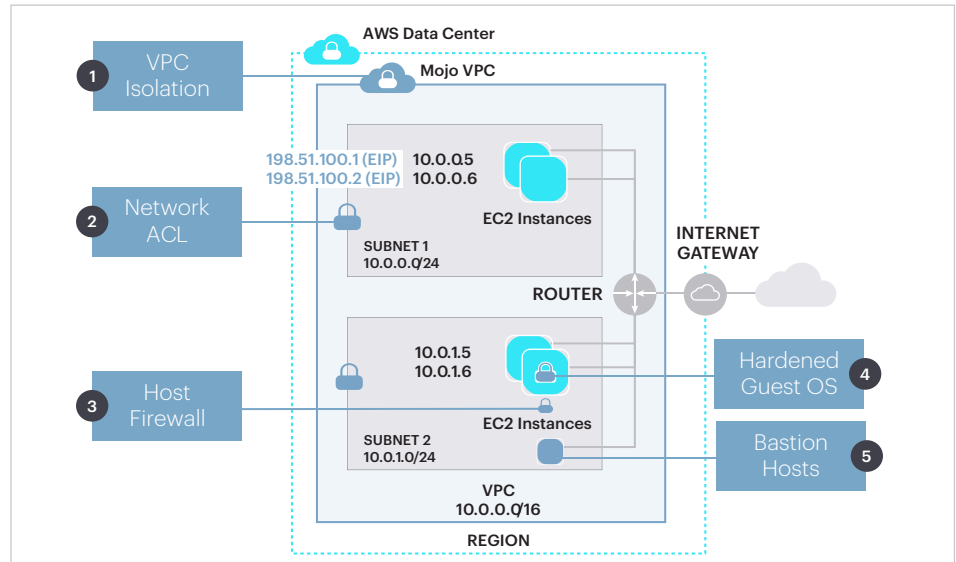 AWS Data Center
1
VPC
Isolation
Mojo VPC
198.51.100.1 (EIP) 10.0.0.5
198.51.100.2 (EIP) 10.0.0.6
EC2 Instances
2
Network
ACL
SUBNET 1
10.0.0.0/24
INTERNET
GATEWAY
ROUTER
10.0.1.5
10.0.1.6
EC2 Instances
3
Host
Firewall
Hardened
Guest OS
4
SUBNET 2
10.0.1.0/24
Bastion
Hosts
5
VPC
10.0.0.0/16
REGION